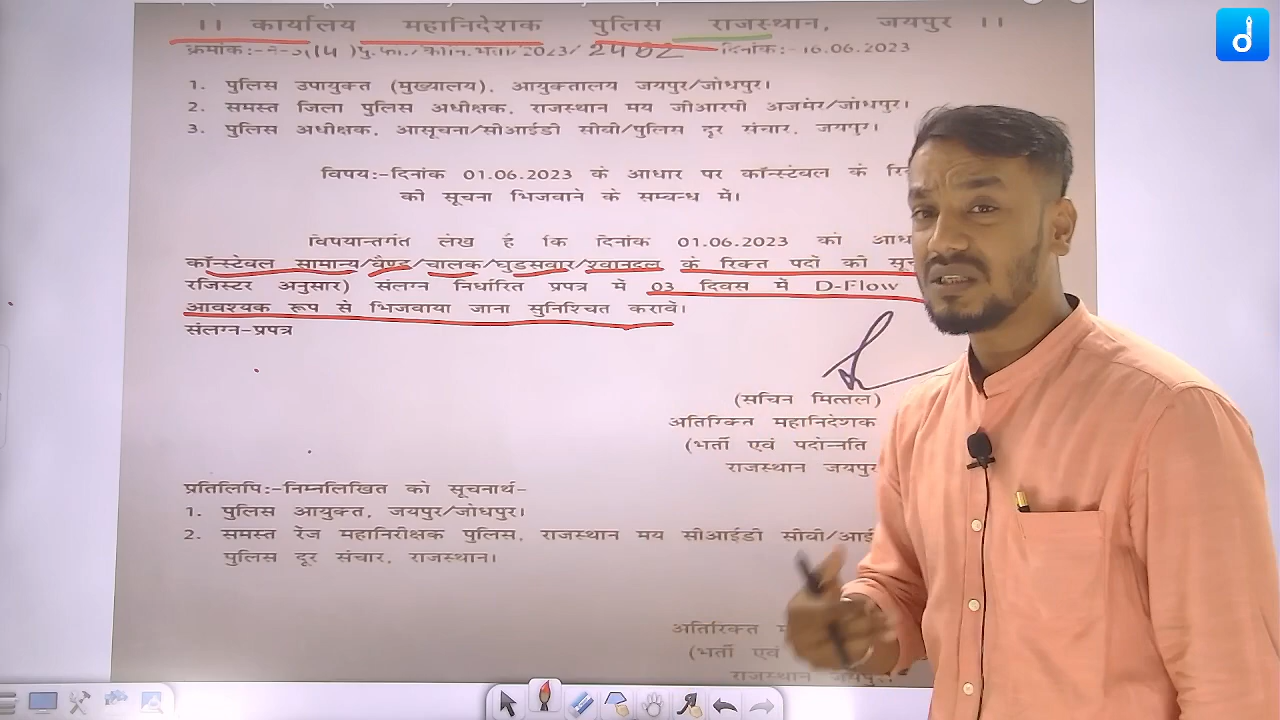 ।। कार्यालय महानिदेशक पुलिस राजस्थान, जयपुर ।।
क्रमांक:- 2023/ 2482 दिनांक:- 16.06.2023
1. पुलिस उपायुक्त (मुख्यालय), आयुक्तालय जयपुर/जोधपुर।
2. समस्त जिला पुलिस अधीक्षक, राजस्थान मय जीआरपी अजमेर/जोधपुर।
3. पुलिस अधीक्षक, आसूचना/सीआईडी सीबी/पुलिस दूर संचार, जयपुर।
विषय:-दिनांक 01.06.2023 के आधार पर कॉन्स्टेबल के
की सूचना भिजवाने के सम्बन्ध में।
विषयान्तर्गत लेख है कि दिनांक 01.06.2023 को
कॉन्स्टेबल सामान्य/बैण्ड/चालक/घुडसवार/श्वानदल के रिक्त पदों की
रजिस्टर अनुसार) संलग्न निर्धारित प्रपत्र में 03 दिवस में D-Flow
आवश्यक रूप से भिजवाया जाना सुनिश्चित करावें।
संलग्न-प्रपत्र
(सचिन मित्तल)
अतिरिक्त महानिदेशक
(भर्ती एवं पदोन्नति
राजस्थान जयपुर
प्रतिलिपि:-निम्नलिखित को सूचनार्थ-
1. पुलिस आयुक्त, जयपुर/जोधपुर।
2. समस्त रेंज महानिरीक्षक पुलिस, राजस्थान मय सीआईडी सीबी/
पुलिस दूर संचार, राजस्थान।
अतिरिक्त
(भर्ती एवं
राजस्थान जयपुर